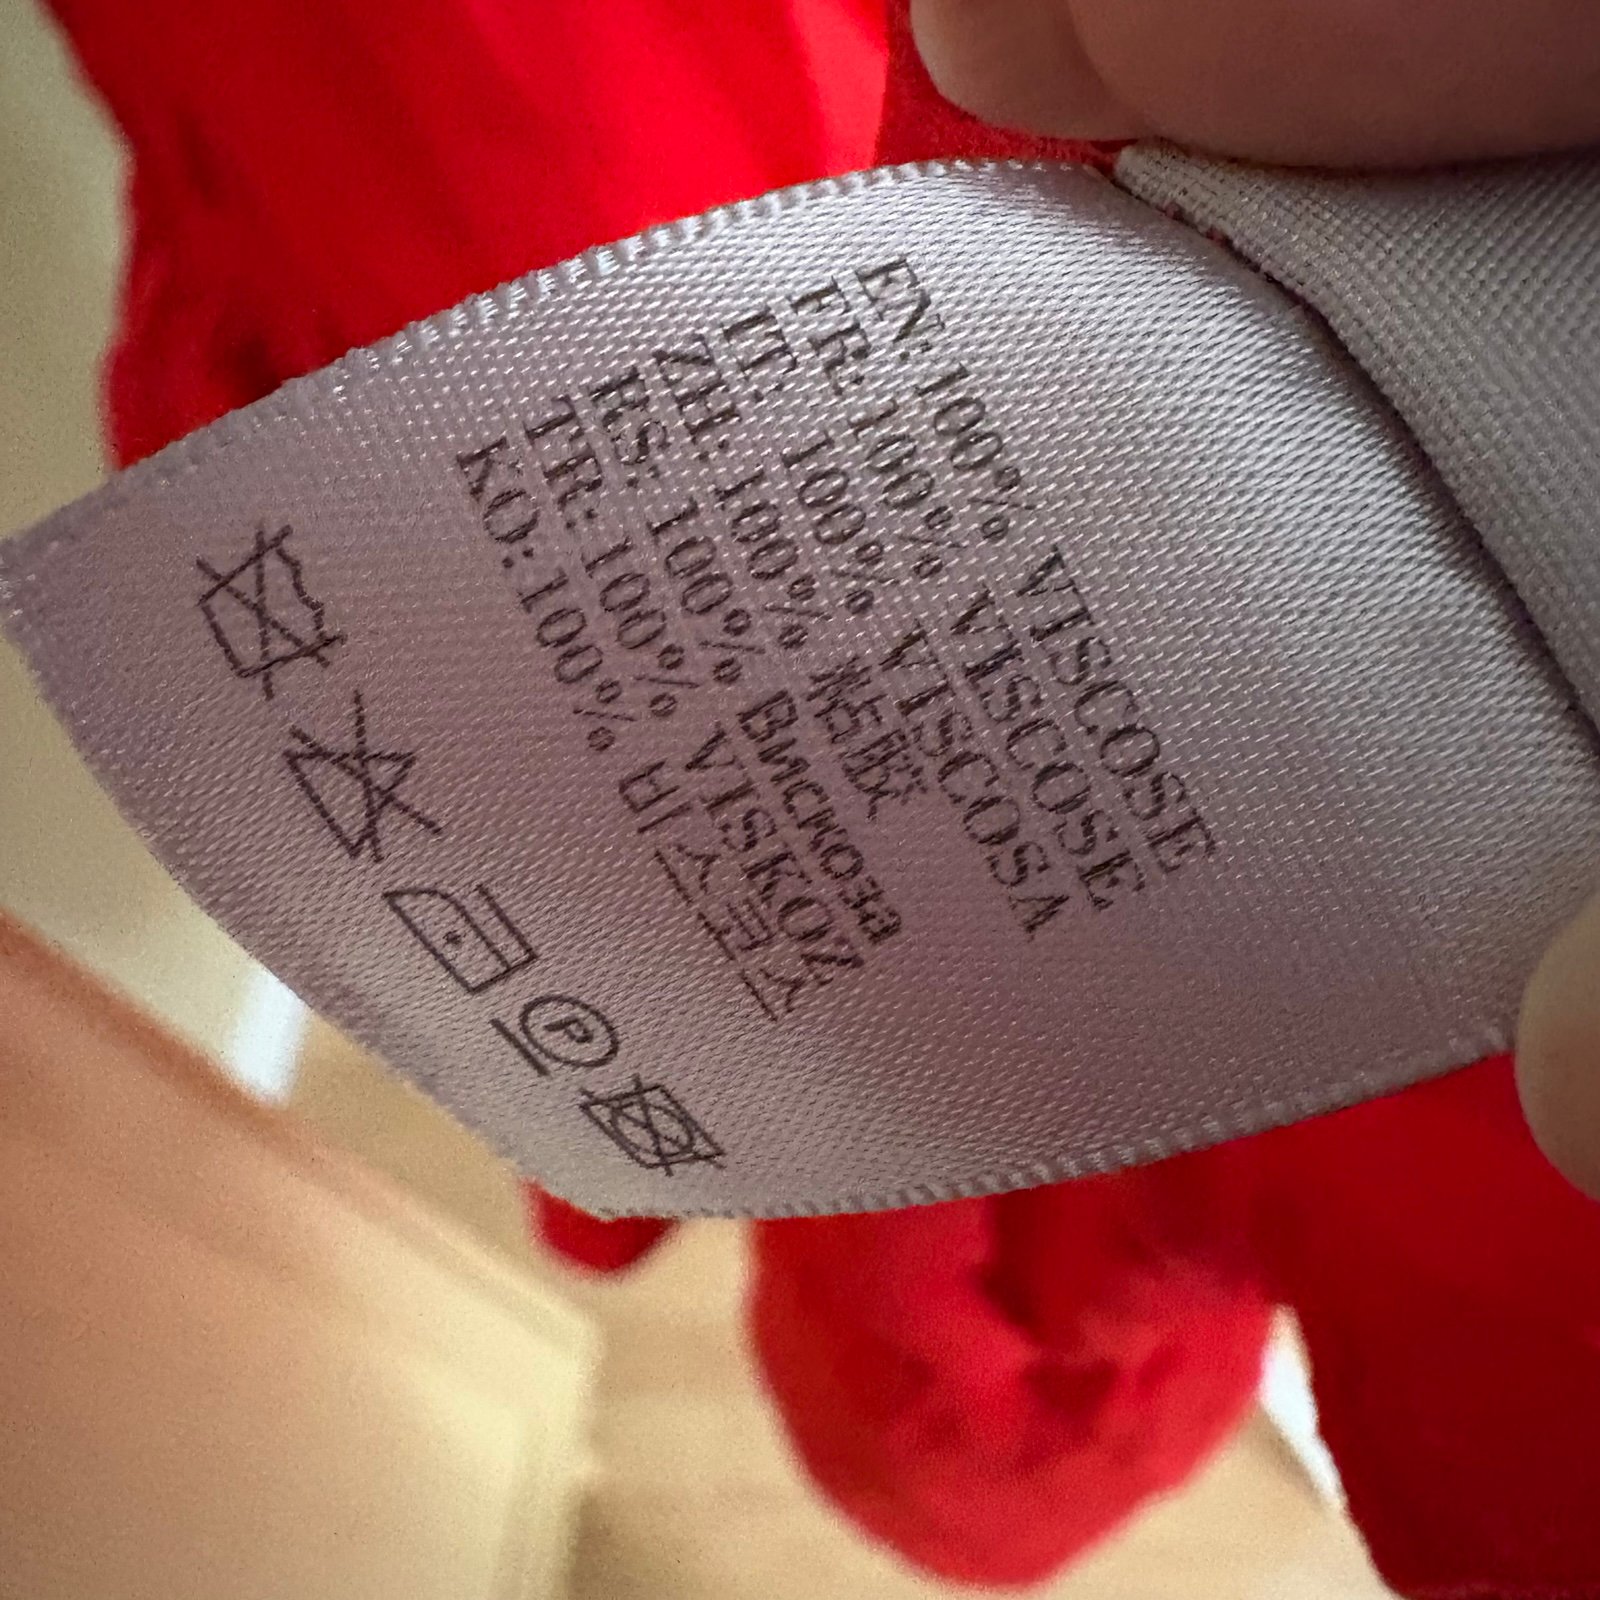 EN: 100% VISCOSE
FR: 100% VISCOSE
IT: 100% VISCOSA
ZH: 100% 粘胶
RS: 100% Вискоза
TR: 100% VISKOZ
KO: 100% 비스코스
P